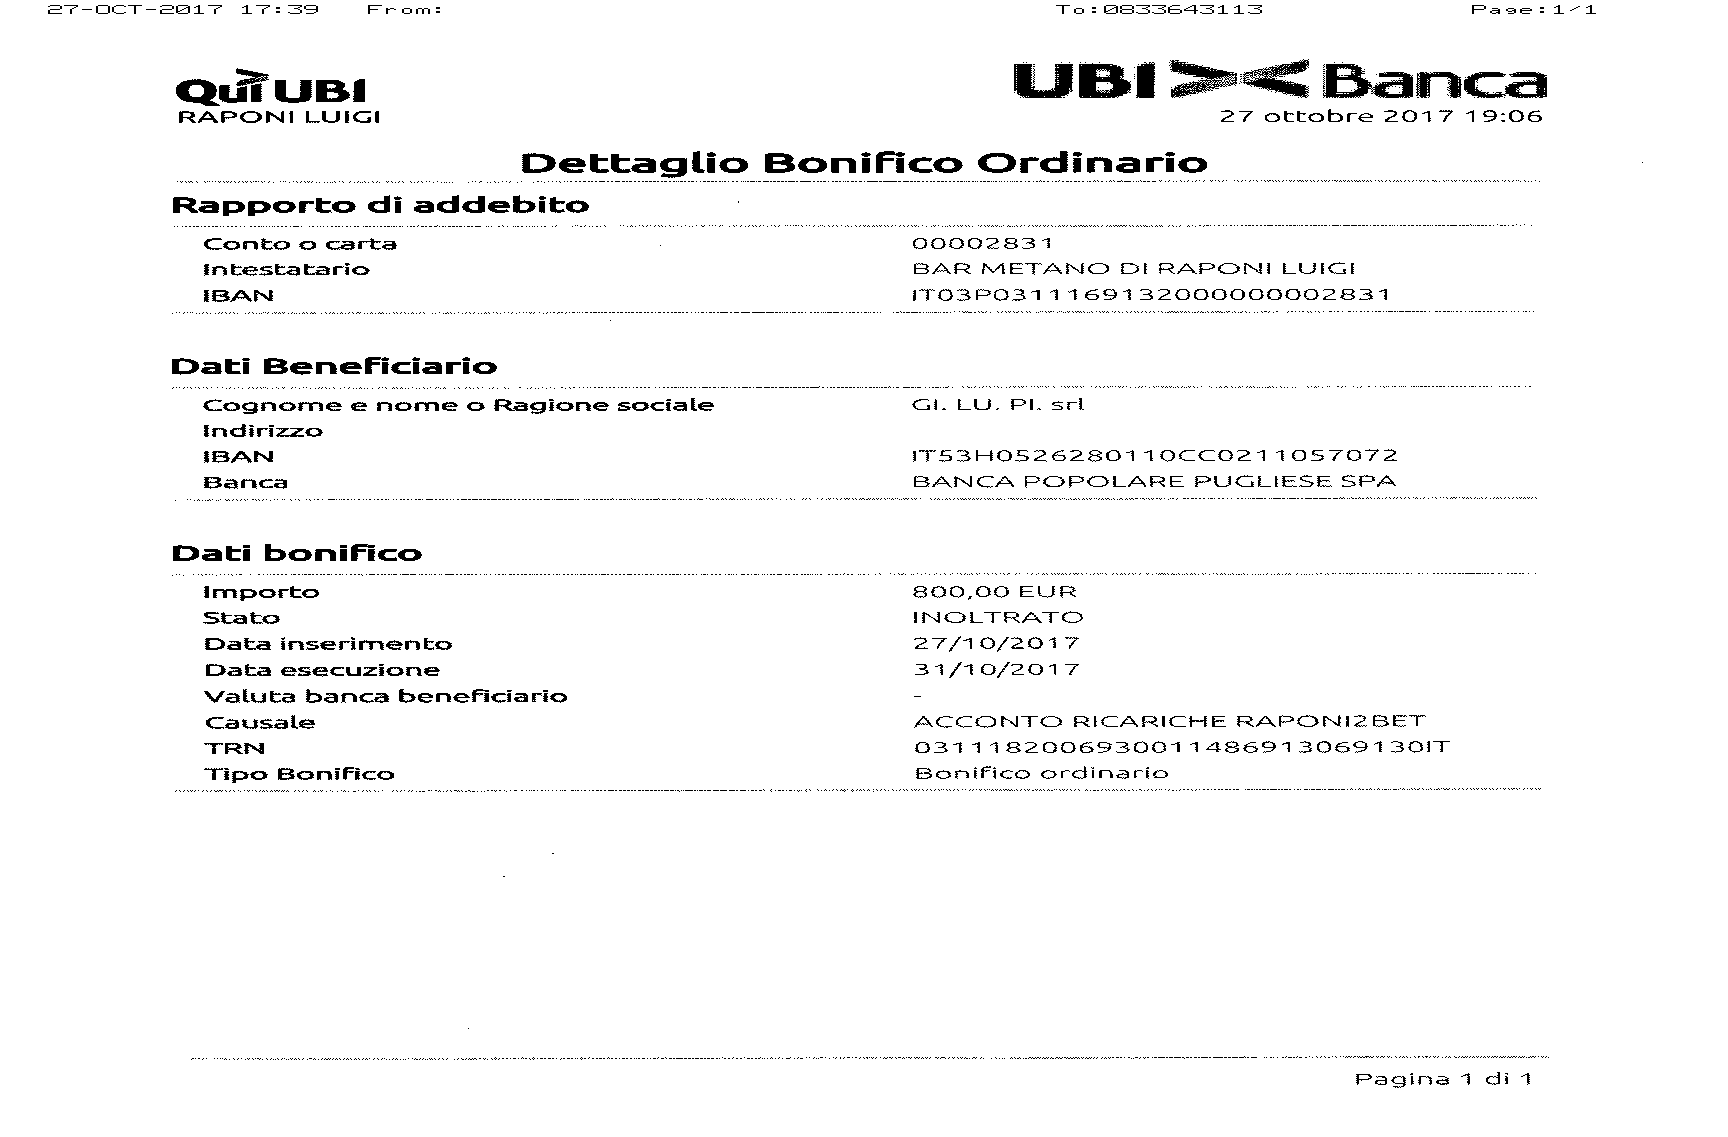 27-OCT-2017 17:39 From: To:0833643113 Page:1/1
Qui UBI
UBI Banca
RAPONI LUIGI
27 ottobre 2017 19:06
Dettaglio Bonifico Ordinario
Rapporto di addebito
Conto o carta 00002831
Intestatario BAR METANO DI RAPONI LUIGI
IBAN IT03P0311169132000000002831
Dati Beneficiario
Cognome e nome o Ragione sociale GI. LU. PI. srl
Indirizzo
IBAN IT53H0526280110CC0211057072
Banca BANCA POPOLARE PUGLIESE SPA
Dati bonifico
Importo 800,00 EUR
Stato INOLTRATO
Data inserimento 27/10/2017
Data esecuzione 31/10/2017
Valuta banca beneficiario -
Causale ACCONTO RICARICHE RAPONI2BET
TRN 0311182006930011486913069130IT
Tipo Bonifico Bonifico ordinario
Pagina 1 di 1